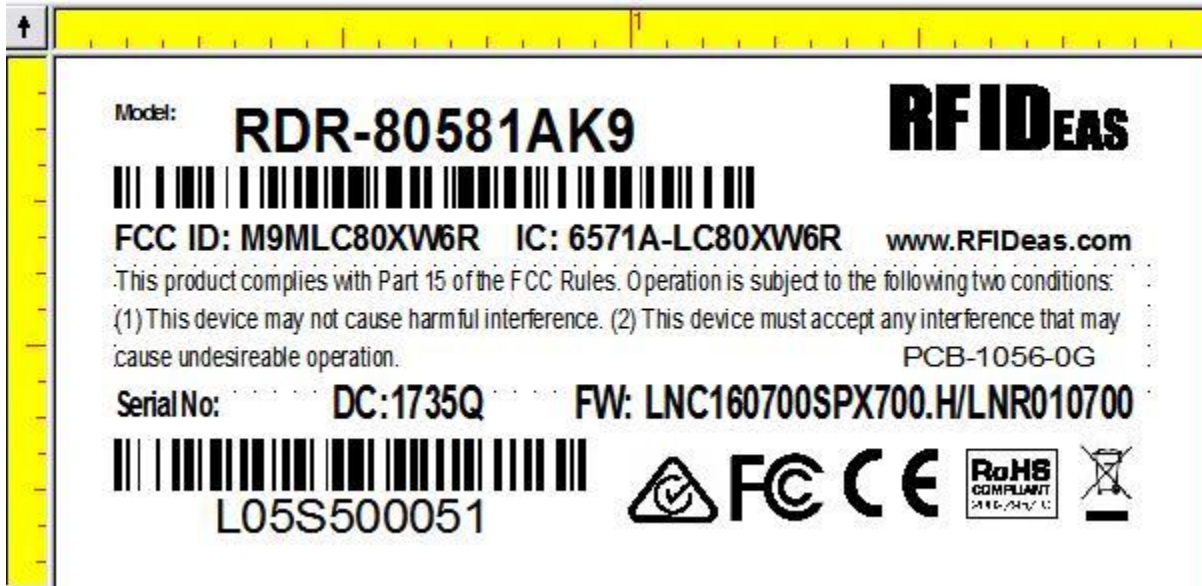 1
Model: RDR-80581AK9 RFIDEAS
FCC ID: M9MLC80XW6R IC: 6571A-LC80XW6R www.RFIDeas.com
This product complies with Part 15 of the FCC Rules. Operation is subject to the following two conditions:
(1) This device may not cause harmful interference. (2) This device must accept any interference that may
cause undesireable operation. PCB-1056-0G
Serial No: DC:1735Q FW: LNC160700SPX700.H/LNR010700
FC CE RoHS
COMPLIANT
L05S500051